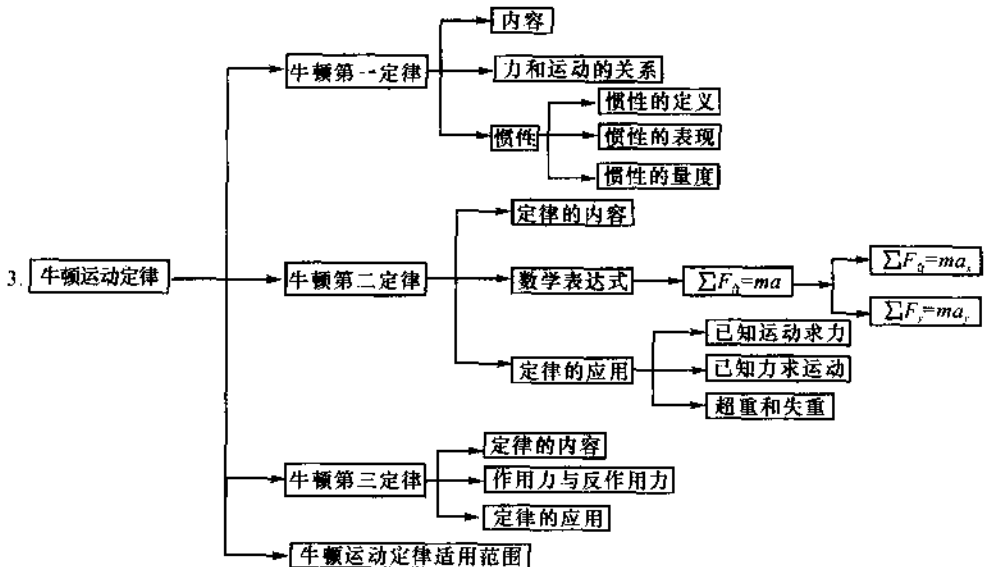 3. 牛顿运动定律
牛顿第一定律
内容
力和运动的关系
惯性
惯性的定义
惯性的表现
惯性的量度
牛顿第二定律
定律的内容
数学表达式
∑F合=ma
∑Fₓ=maₓ
∑Fy=may
定律的应用
已知运动求力
已知力求运动
超重和失重
牛顿第三定律
定律的内容
作用力与反作用力
定律的应用
牛顿运动定律适用范围